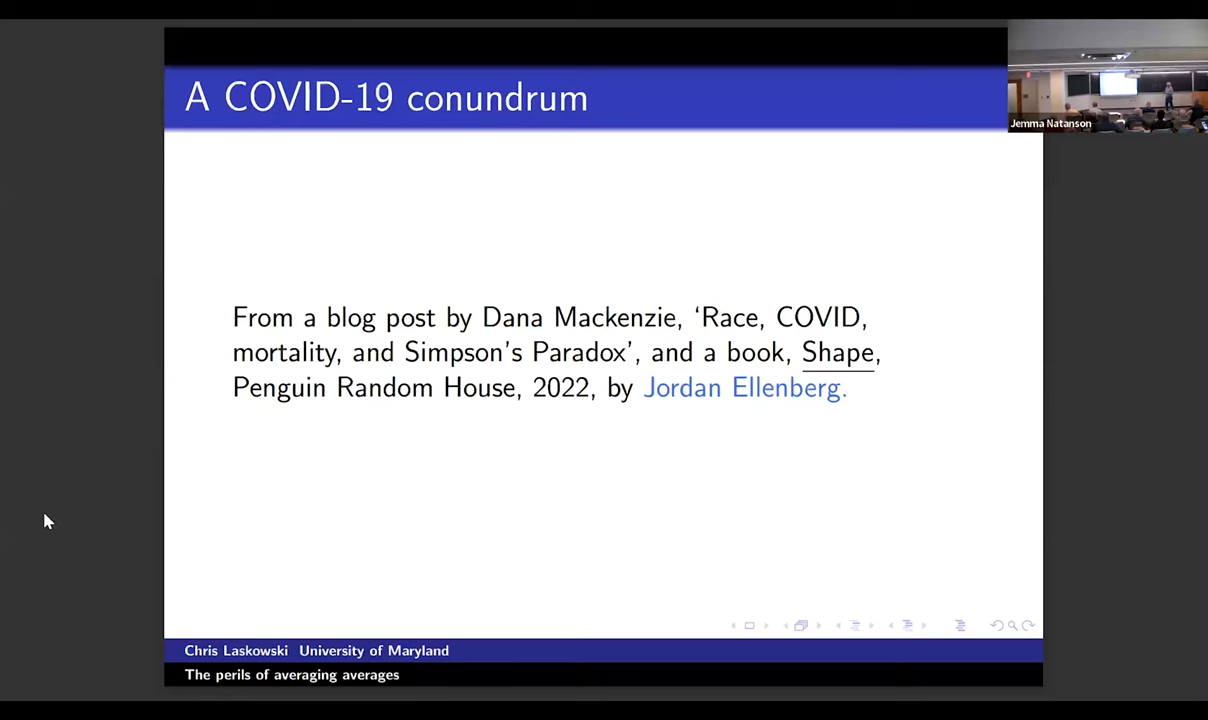 A COVID-19 conundrum
Jemma Natanson
From a blog post by Dana Mackenzie, ‘Race, COVID,
mortality, and Simpson's Paradox’, and a book, Shape,
Penguin Random House, 2022, by Jordan Ellenberg.
Chris Laskowski University of Maryland
The perils of averaging averages